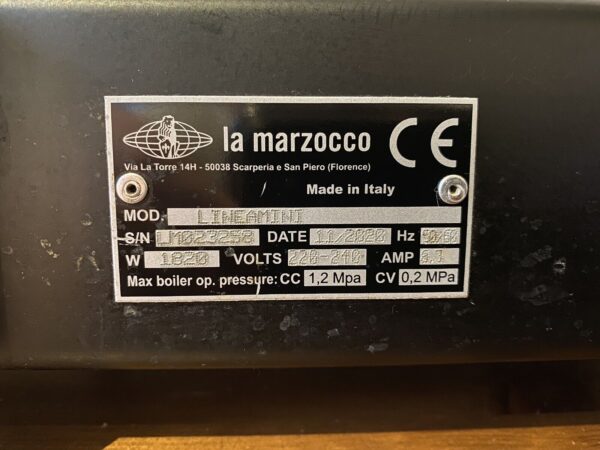 la marzocco CE
Via La Torre 14H - 50038 Scarperia e San Piero (Florence)
Made in Italy
MOD. LINEAMINI
S/N LM023258 DATE 11/2020 Hz 50/60
W 1820 VOLTS 220-240 AMP
Max boiler op. pressure: CC 1,2 Mpa CV 0,2 MPa